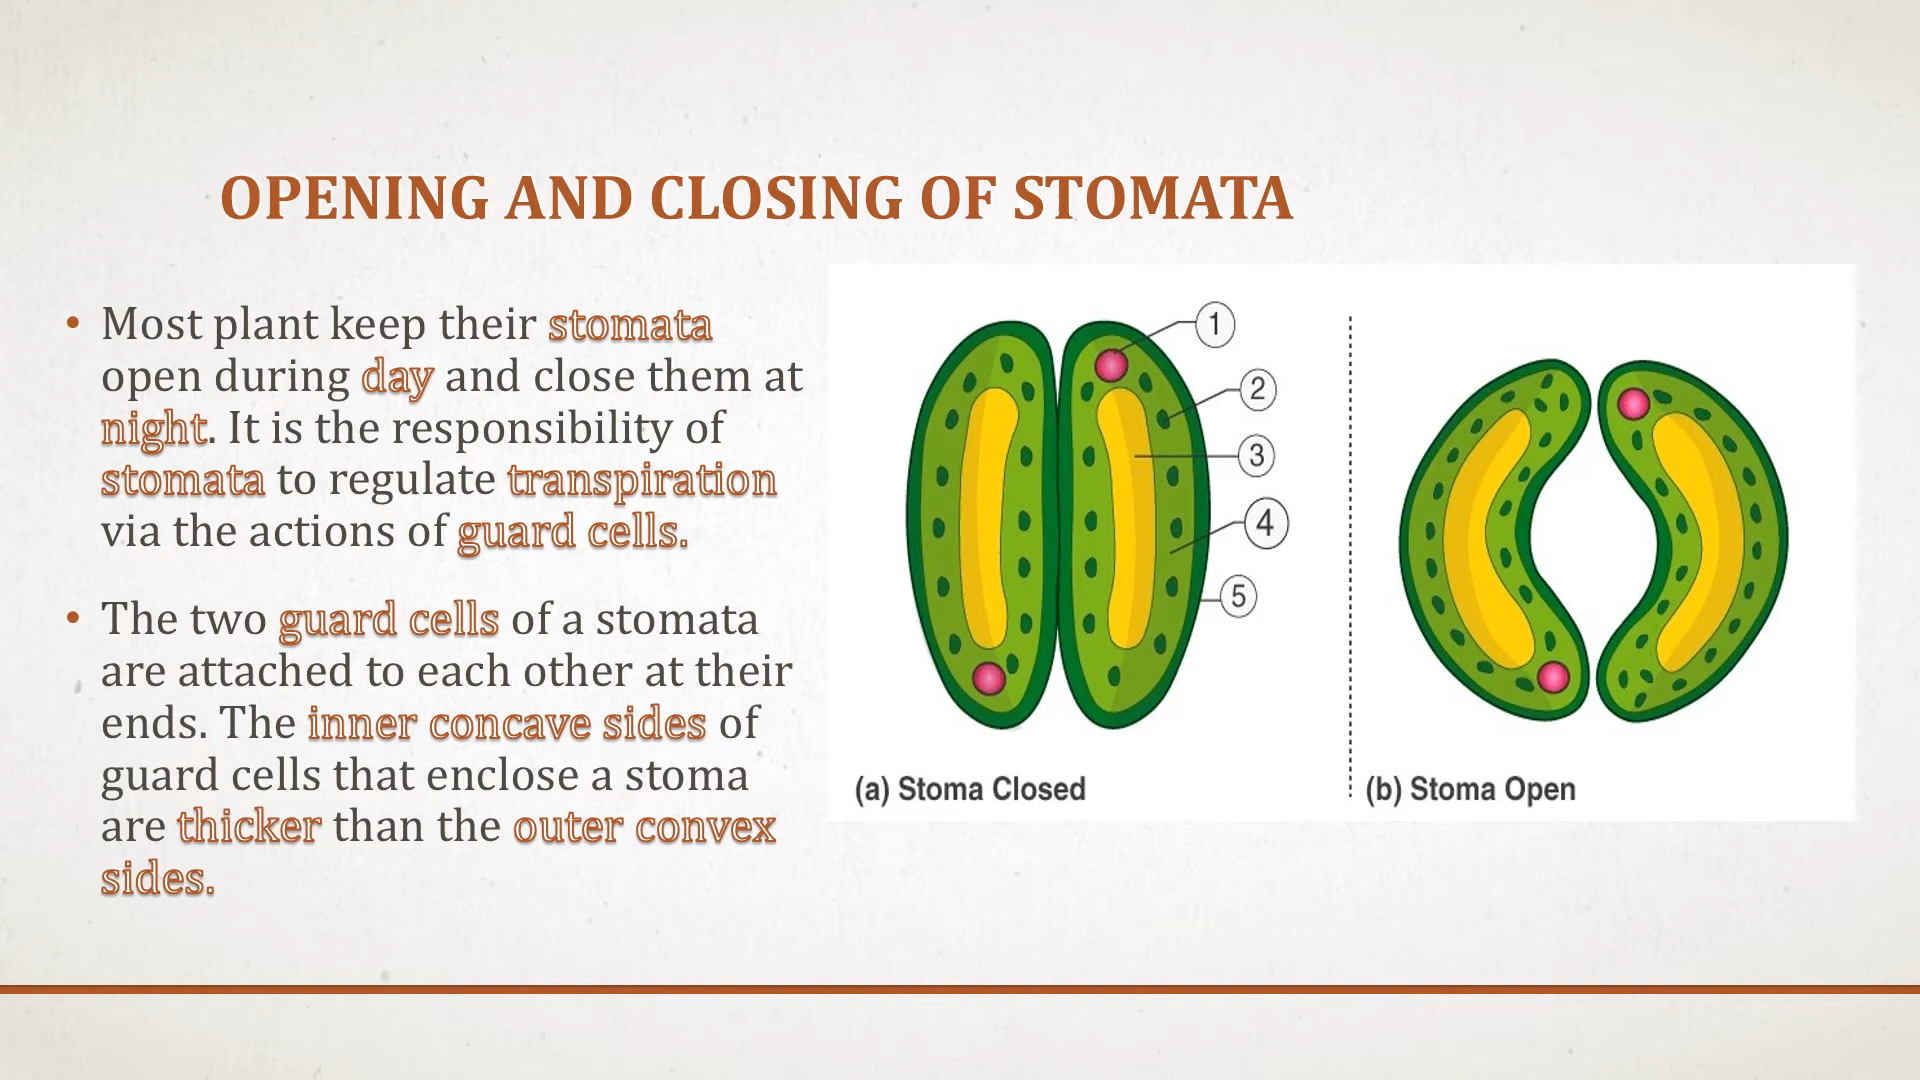 OPENING AND CLOSING OF STOMATA
• Most plant keep their stomata
open during day and close them at
night. It is the responsibility of
stomata to regulate transpiration
via the actions of guard cells.
• The two guard cells of a stomata
are attached to each other at their
ends. The inner concave sides of
guard cells that enclose a stoma
are thicker than the outer convex
sides.
1
2
3
4
5
(a) Stoma Closed
(b) Stoma Open